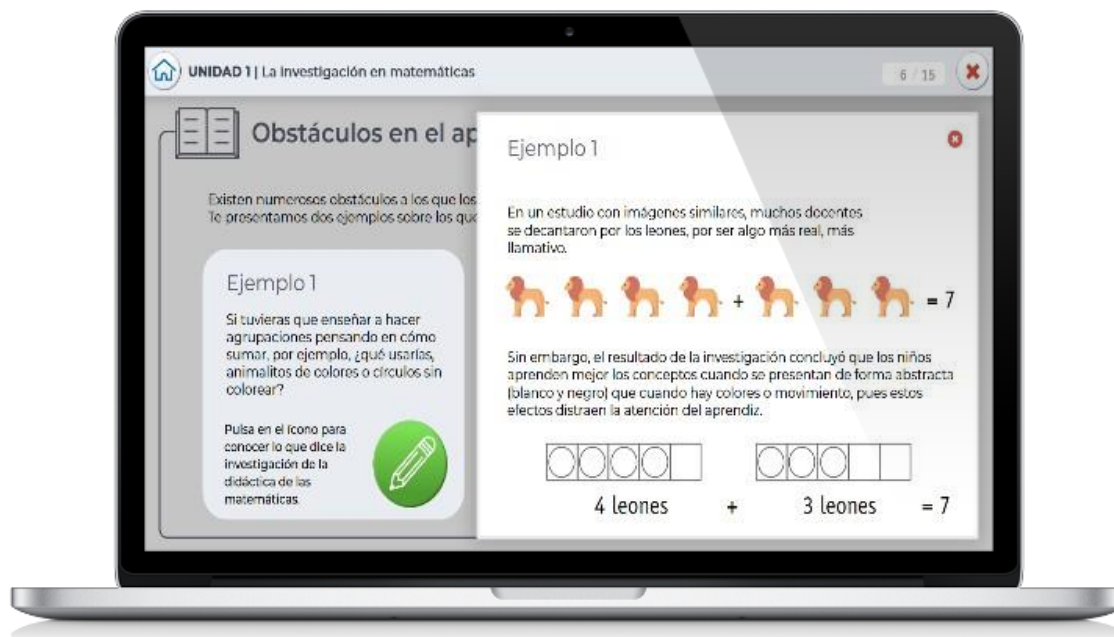 UNIDAD 1 | La investigación en matemáticas
6 / 15
Obstáculos en el ap
Existen numerosos obstáculos a los que los
Te presentamos dos ejemplos sobre los que
Ejemplo 1
Si tuvieras que enseñar a hacer
agrupaciones pensando en cómo
sumar, por ejemplo, ¿qué usarías,
animalitos de colores o círculos sin
colorear?
Pulsa en el ícono para
conocer lo que dice la
investigación de la
didáctica de las
matemáticas.
Ejemplo 1
En un estudio con imágenes similares, muchos docentes
se decantaron por los leones, por ser algo más real, más
llamativo.
+ = 7
Sin embargo, el resultado de la investigación concluyó que los niños
aprenden mejor los conceptos cuando se presentan de forma abstracta
(blanco y negro) que cuando hay colores o movimiento, pues estos
efectos distraen la atención del aprendiz.
4 leones + 3 leones = 7